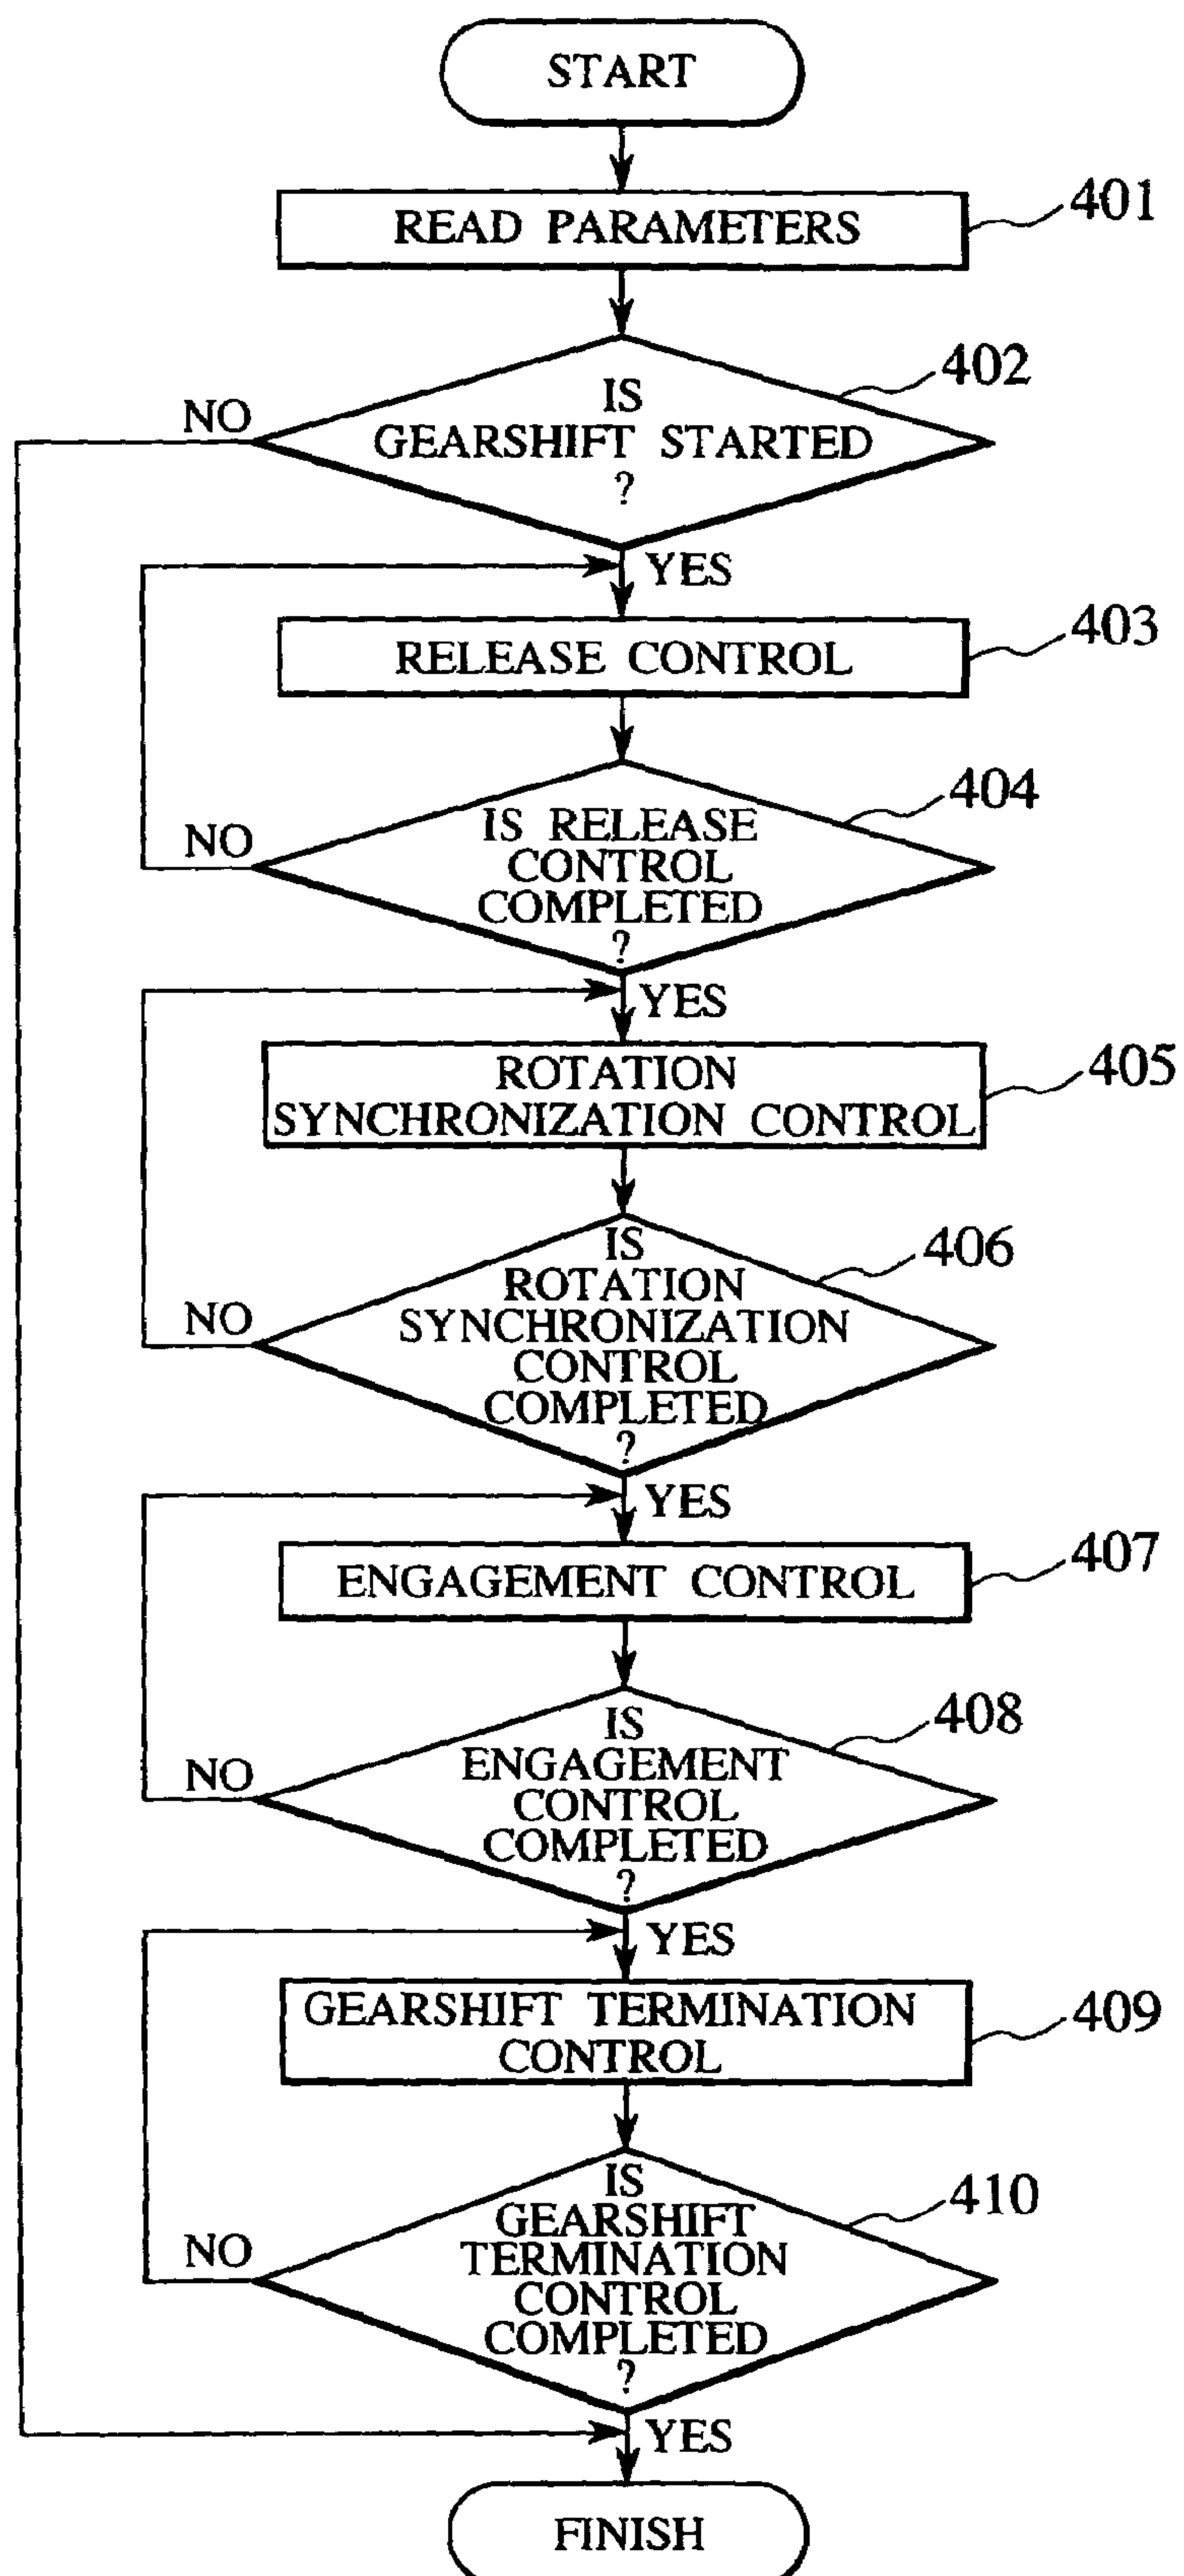 START
READ PARAMETERS
401
402
IS
NO
GEARSHIFT STARTED
?
YES
RELEASE CONTROL
403
404
IS RELEASE
NO
CONTROL
COMPLETED
?
YES
ROTATION
405
SYNCHRONIZATION CONTROL
IS
406
ROTATION
NO
SYNCHRONIZATION
CONTROL
COMPLETED
?
YES
ENGAGEMENT CONTROL
407
IS
408
ENGAGEMENT
NO
CONTROL
COMPLETED
?
YES
GEARSHIFT TERMINATION
409
CONTROL
IS
410
GEARSHIFT
NO
TERMINATION
CONTROL
COMPLETED
?
YES
FINISH